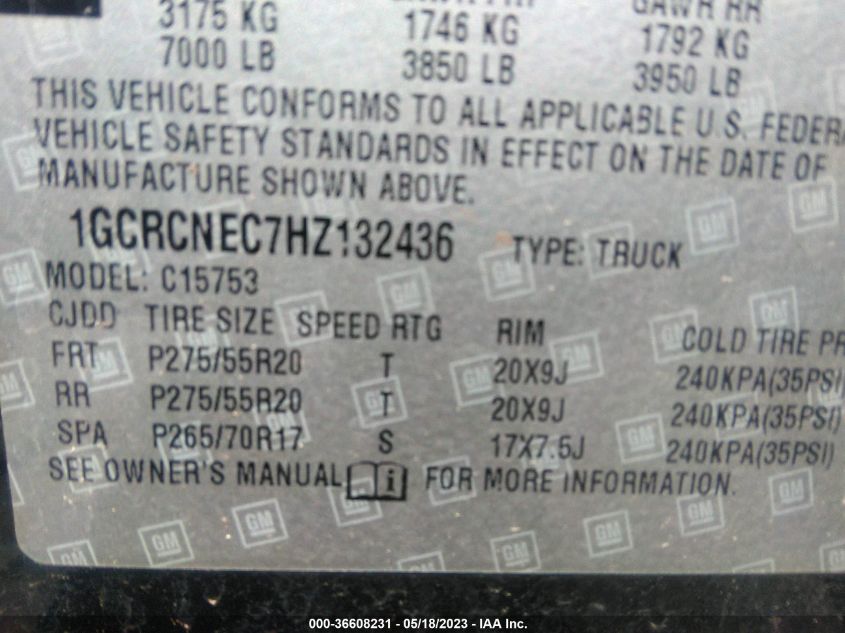 3175 KG 1746 KG 1792 KG
7000 LB 3850 LB 3950 LB
THIS VEHICLE CONFORMS TO ALL APPLICABLE U.S. FEDERA
VEHICLE SAFETY STANDARDS IN EFFECT ON THE DATE OF
MANUFACTURE SHOWN ABOVE.
1GCRCNEC7HZ132436 TYPE: TRUCK
MODEL: C15753
CJDD TIRE SIZE SPEED RTG RIM COLD TIRE PR
FRT P275/55R20 T 20X9J 240KPA(35PSI)
RR P275/55R20 T 20X9J 240KPA(35PSI)
SPA P265/70R17 S 17X7.5J 240KPA(35PSI)
SEE OWNER'S MANUAL i FOR MORE INFORMATION.
000-36608231 - 05/18/2023 - IAA Inc.